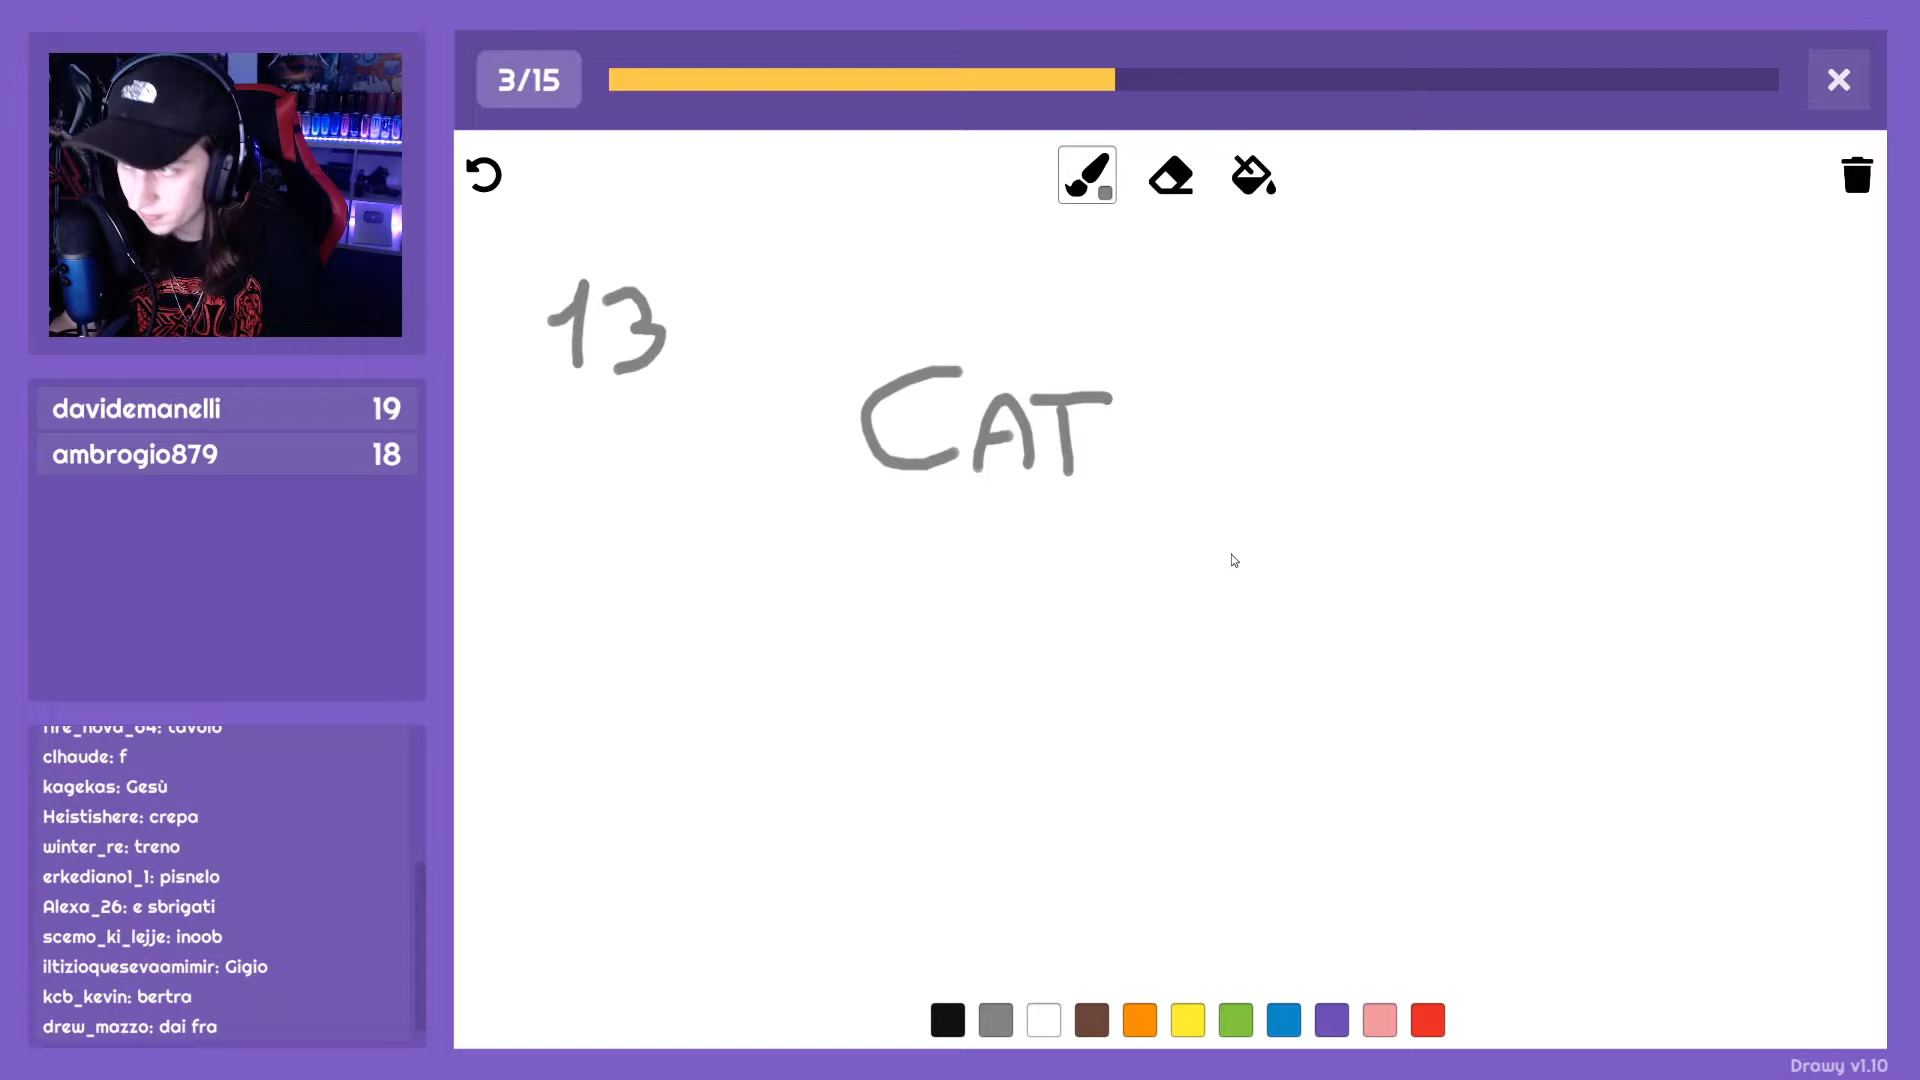 3/15
13
CAT
davidemanelli 19
ambrogio879 18
clhaude: f
kagekas: Gesù
Heistishere: crepa
winter_re: treno
erkediano1_1: pisnelo
Alexa_26: e sbrigati
scemo_ki_lejje: inoob
iltizioquesevaamimir: Gigio
kcb_kevin: bertra
drew_mazzo: dai fra
Drawy v1.10